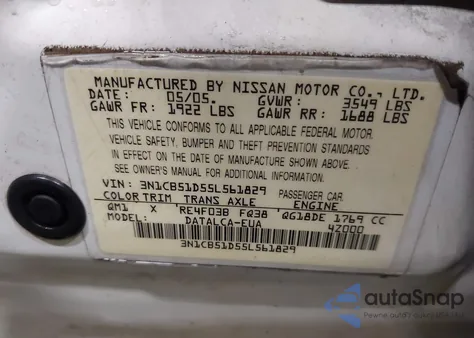 MANUFACTURED BY NISSAN MOTOR CO., LTD.
DATE: 05/05. GVWR: 3549 LBS
GAWR FR: 1922 LBS GAWR RR: 1688 LBS
THIS VEHICLE CONFORMS TO ALL APPLICABLE FEDERAL MOTOR
VEHICLE SAFETY, BUMPER AND THEFT PREVENTION STANDARDS
IN EFFECT ON THE DATE OF MANUFACTURE SHOWN ABOVE.
SEE OWNER'S MANUAL FOR ADDITIONAL INFORMATION
VIN: 3N1CB51D55L561829 PASSENGER CAR.
COLOR TRIM TRANS AXLE ENGINE
QM1 X RE4F03B FQ38 QG18DE 1769 CC
MODEL: DATALCA-EUA 4Z000
3N1CB51D55L561829
autoSnap